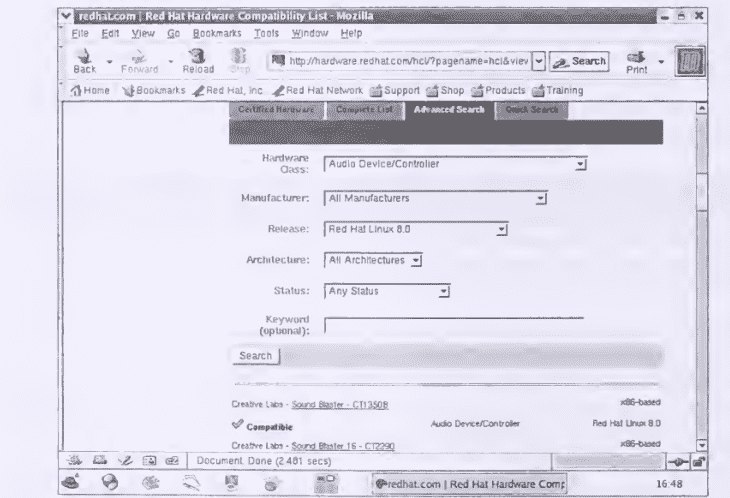 redhat.com | Red Hat Hardware Compatibility List - Mozilla
File Edit View Go Bookmarks Tools Window Help
http://hardware.redhat.com/hcl/?pagename=hcl&view Search
Back Forward Reload Stop Print
Home Bookmarks Red Hat, Inc. Red Hat Network Support Shop Products Training
Certified Hardware Complete List Advanced Search Quick Search
Hardware Class: Audio Device/Controller
Manufacturer: All Manufacturers
Release: Red Hat Linux 8.0
Architecture: All Architectures
Status: Any Status
Keyword (optional):
Search
Creative Labs - Sound Blaster - CT1350B x86-based
Compatible Audio Device/Controller Red Hat Linux 8.0
Creative Labs - Sound Blaster 16 - CT2290 x86-based
Document: Done (2.481 secs)
redhat.com | Red Hat Hardware Comp 16:48